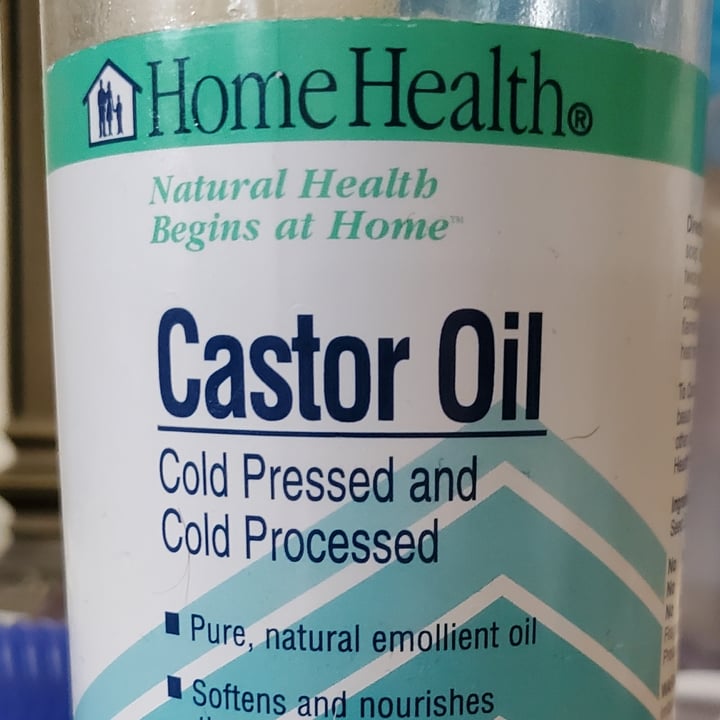 Home Health®
Natural Health
Begins at Home™
Castor Oil
Cold Pressed and
Cold Processed
■ Pure, natural emollient oil
■ Softens and nourishes